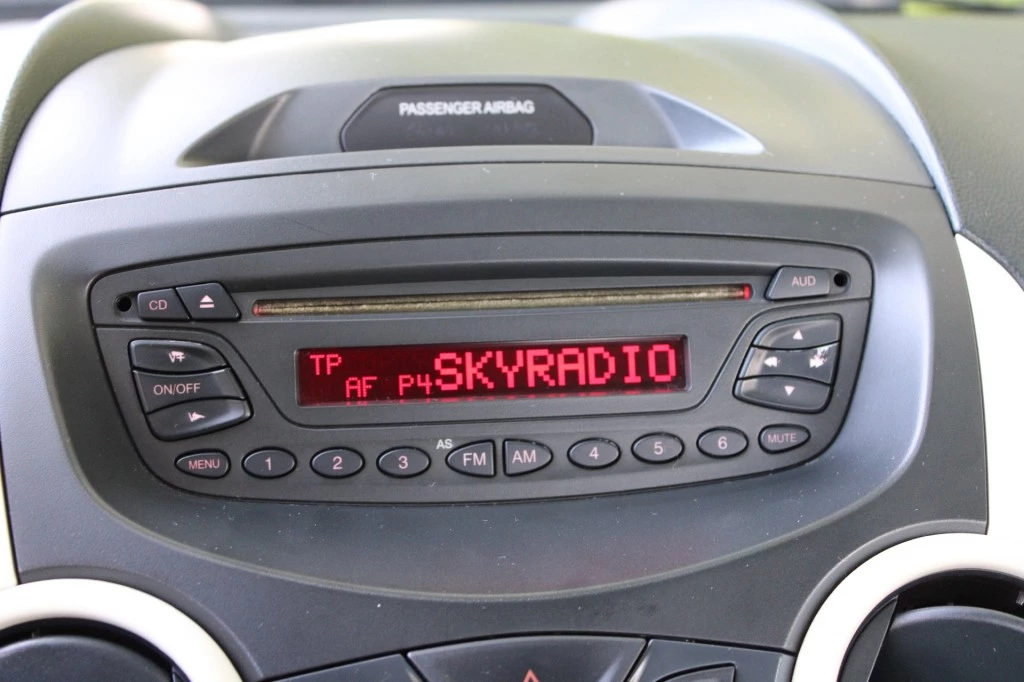 PASSENGER AIRBAG
CD
AUD
TP
AF P4 SKYRADIO
V+
ON/OFF
AS
MENU 1 2 3 FM AM 4 5 6 MUTE